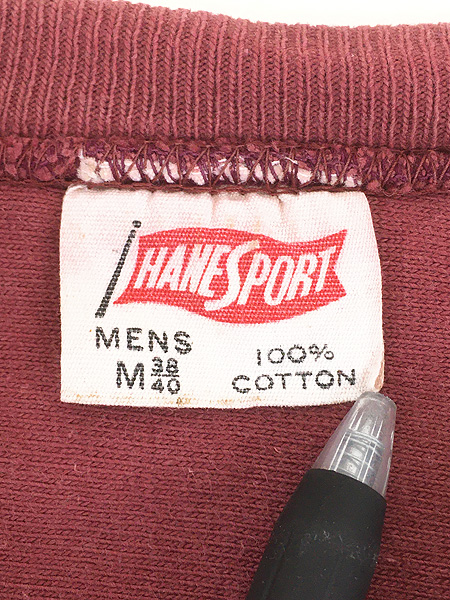 HANESPORT
MENS
M 38/40
100%
COTTON